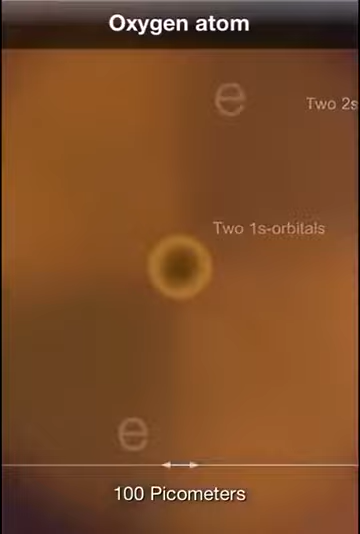 Oxygen atom
e
Two 2s
Two 1s-orbitals
e
100 Picometers